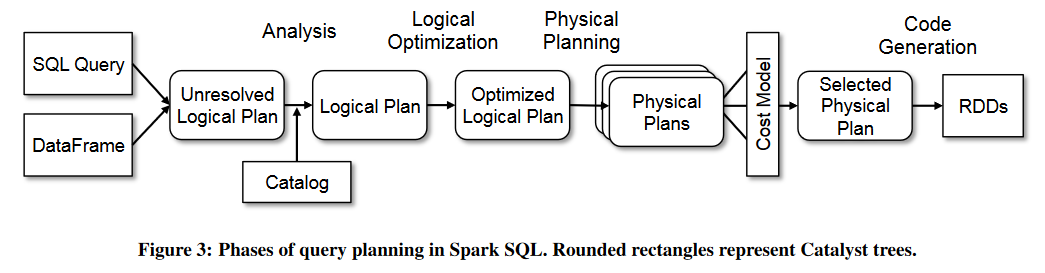 Analysis
Logical
Optimization
Physical
Planning
Code
Generation
SQL Query
DataFrame
Unresolved
Logical Plan
Catalog
Logical Plan
Optimized
Logical Plan
Physical
Plans
Cost Model
Selected
Physical
Plan
RDDs
Figure 3: Phases of query planning in Spark SQL. Rounded rectangles represent Catalyst trees.